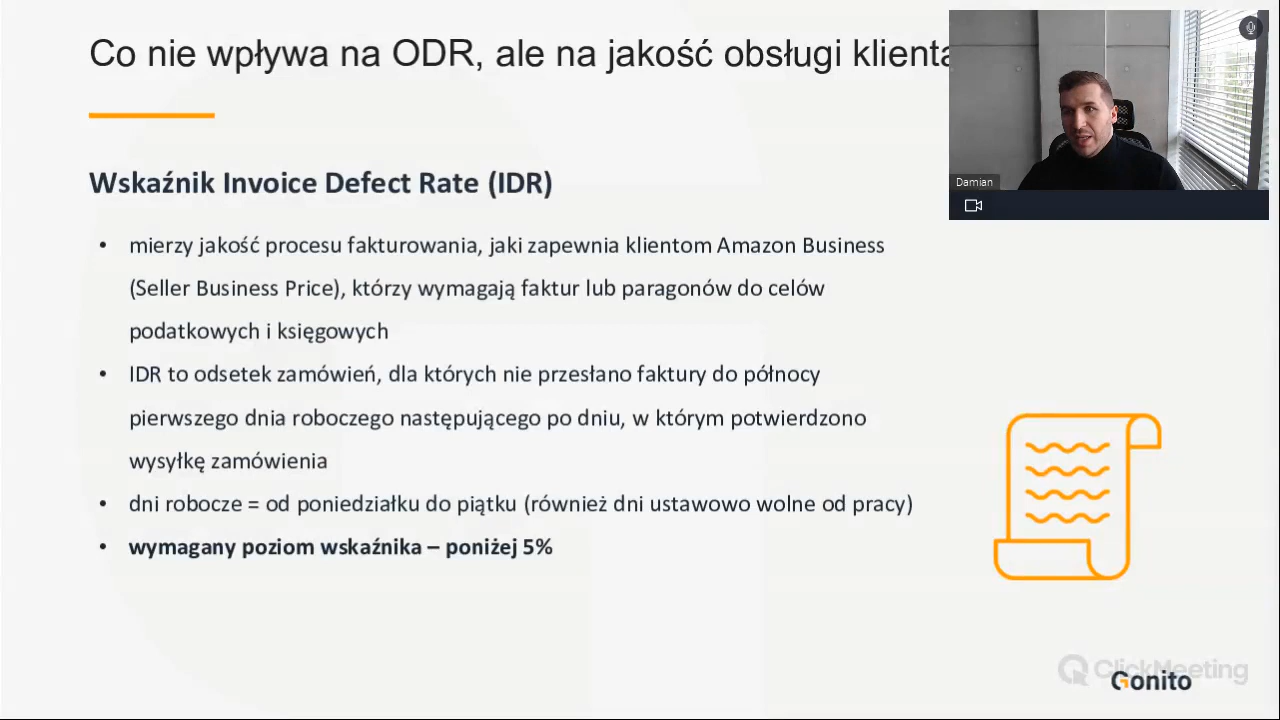 Co nie wpływa na ODR, ale na jakość obsługi klienta
Damian
Wskaźnik Invoice Defect Rate (IDR)
• mierzy jakość procesu fakturowania, jaki zapewnia klientom Amazon Business
(Seller Business Price), którzy wymagają faktur lub paragonów do celów
podatkowych i księgowych
• IDR to odsetek zamówień, dla których nie przesłano faktury do północy
pierwszego dnia roboczego następującego po dniu, w którym potwierdzono
wysyłkę zamówienia
• dni robocze = od poniedziałku do piątku (również dni ustawowo wolne od pracy)
• wymagany poziom wskaźnika – poniżej 5%
ClickMeeting
Gonito